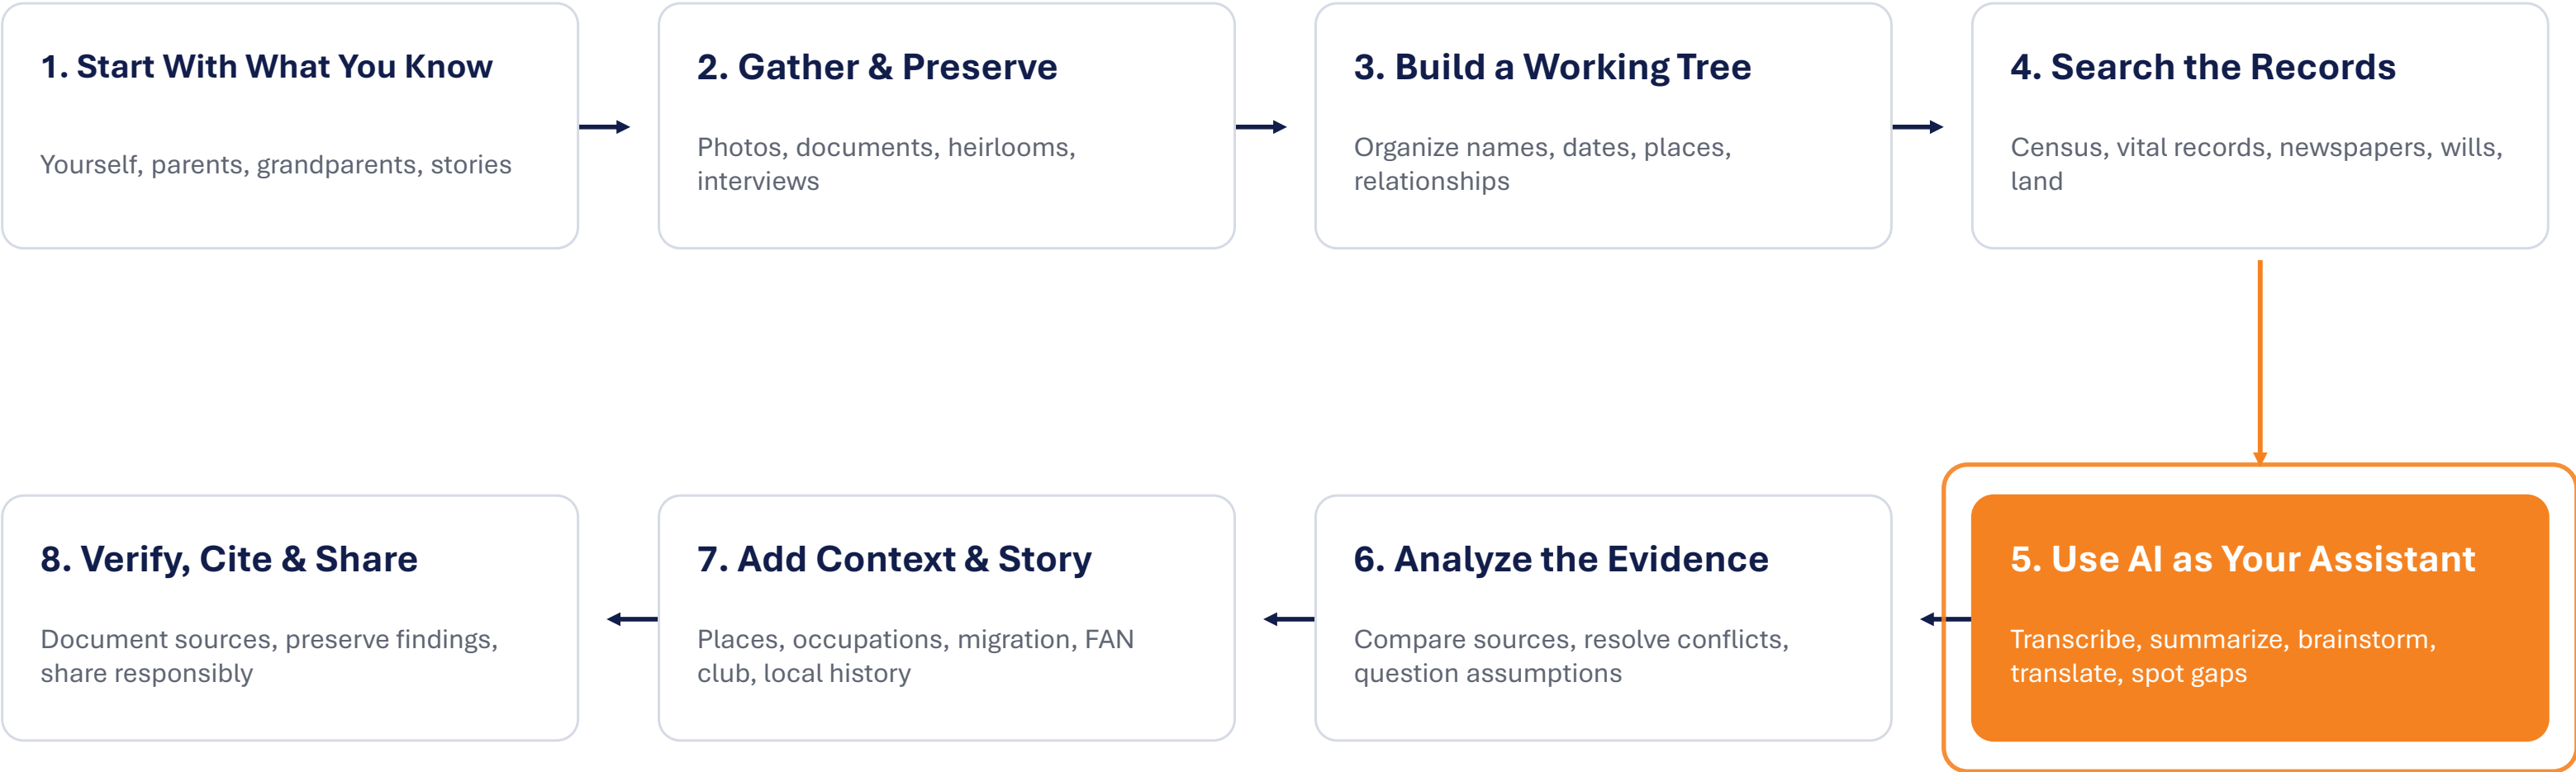 1. Start With What You Know
Yourself, parents, grandparents, stories
2. Gather & Preserve
Photos, documents, heirlooms,
interviews
3. Build a Working Tree
Organize names, dates, places,
relationships
4. Search the Records
Census, vital records, newspapers, wills,
land
5. Use AI as Your Assistant
Transcribe, summarize, brainstorm,
translate, spot gaps
6. Analyze the Evidence
Compare sources, resolve conflicts,
question assumptions
7. Add Context & Story
Places, occupations, migration, FAN
club, local history
8. Verify, Cite & Share
Document sources, preserve findings,
share responsibly